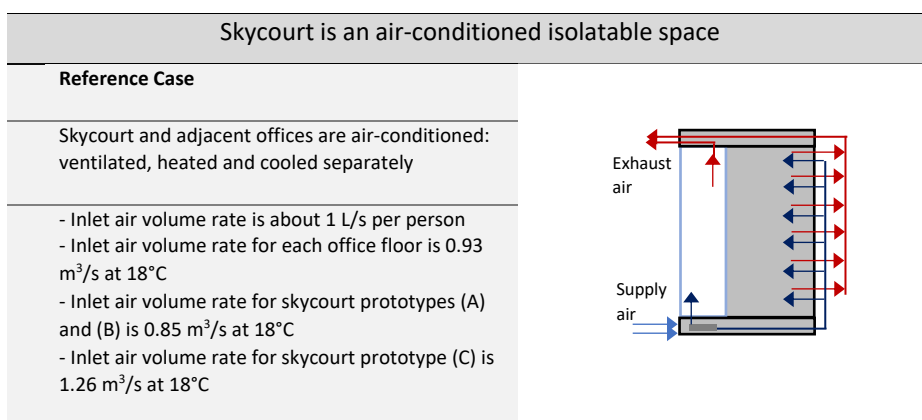 Skycourt is an air-conditioned isolatable space
Reference Case
Skycourt and adjacent offices are air-conditioned:
ventilated, heated and cooled separately
- Inlet air volume rate is about 1 L/s per person
- Inlet air volume rate for each office floor is 0.93
m³/s at 18°C
- Inlet air volume rate for skycourt prototypes (A)
and (B) is 0.85 m³/s at 18°C
- Inlet air volume rate for skycourt prototype (C) is
1.26 m³/s at 18°C
Exhaust
air
Supply
air